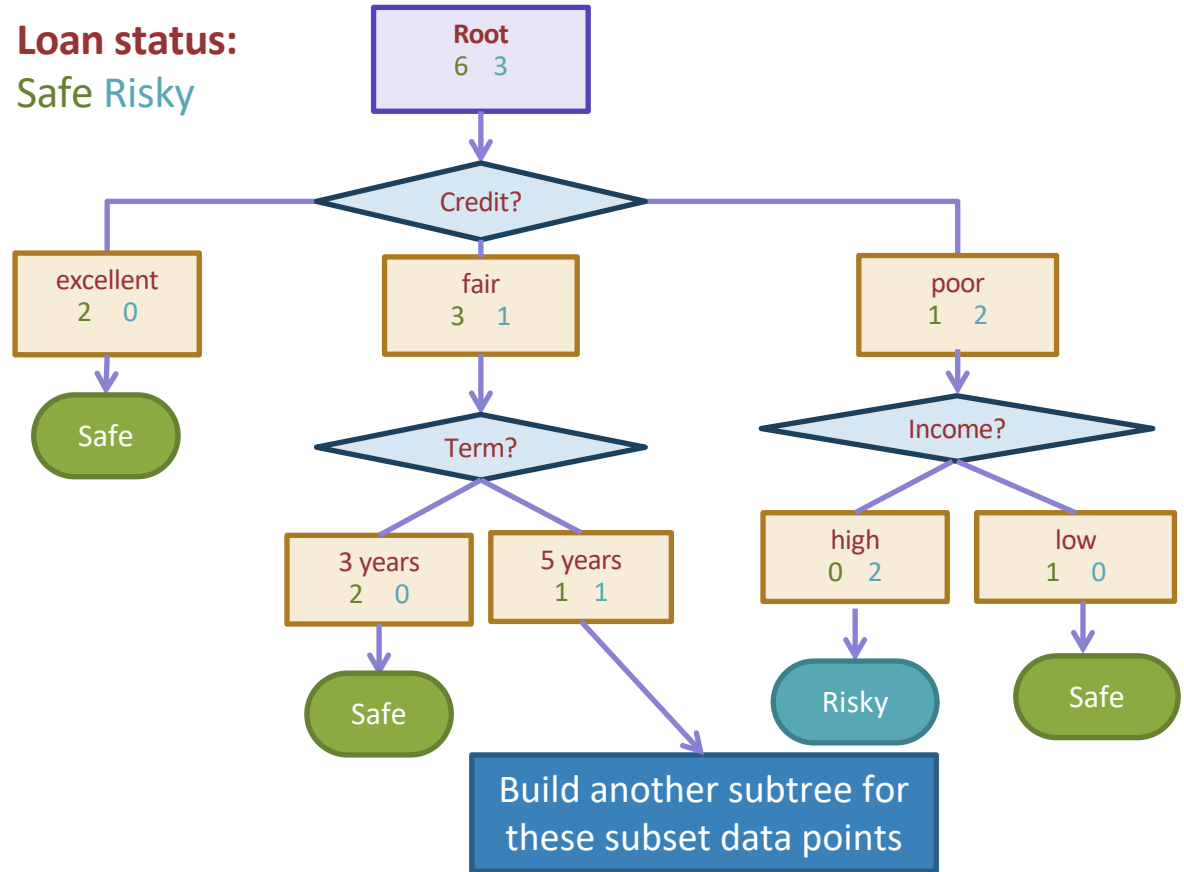 Loan status:
Safe Risky
Root
6 3
Credit?
excellent
2 0
fair
3 1
poor
1 2
Safe
Term?
Income?
3 years
2 0
5 years
1 1
high
0 2
low
1 0
Safe
Risky
Safe
Build another subtree for
these subset data points